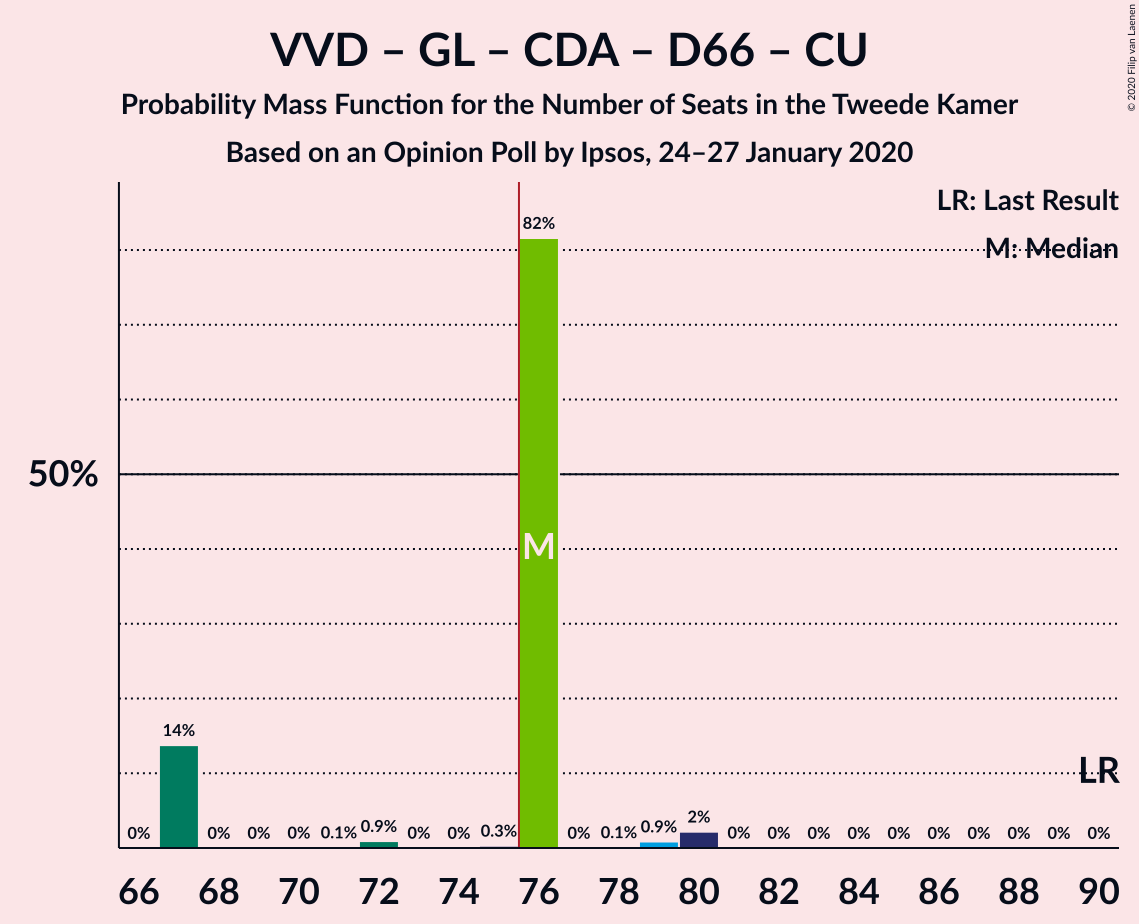 VVD – GL – CDA – D66 – CU
Probability Mass Function for the Number of Seats in the Tweede Kamer
Based on an Opinion Poll by Ipsos, 24–27 January 2020
© 2020 Filip van Laenen
LR: Last Result
M: Median
82%
50%
M
14%
LR
0% 0% 0% 0% 0.1% 0.9% 0% 0% 0.3% 0% 0.1% 0.9% 2% 0% 0% 0% 0% 0% 0% 0% 0% 0% 0%
66 68 70 72 74 76 78 80 82 84 86 88 90